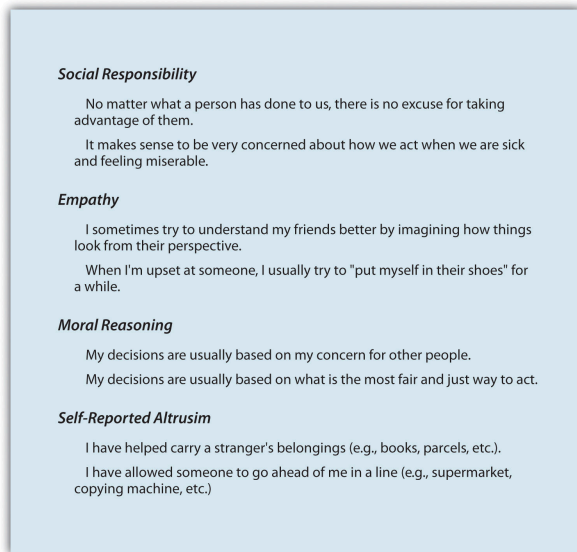 Social Responsibility
No matter what a person has done to us, there is no excuse for taking
advantage of them.
It makes sense to be very concerned about how we act when we are sick
and feeling miserable.
Empathy
I sometimes try to understand my friends better by imagining how things
look from their perspective.
When I'm upset at someone, I usually try to "put myself in their shoes" for
a while.
Moral Reasoning
My decisions are usually based on my concern for other people.
My decisions are usually based on what is the most fair and just way to act.
Self-Reported Altrusim
I have helped carry a stranger's belongings (e.g., books, parcels, etc.).
I have allowed someone to go ahead of me in a line (e.g., supermarket,
copying machine, etc.)